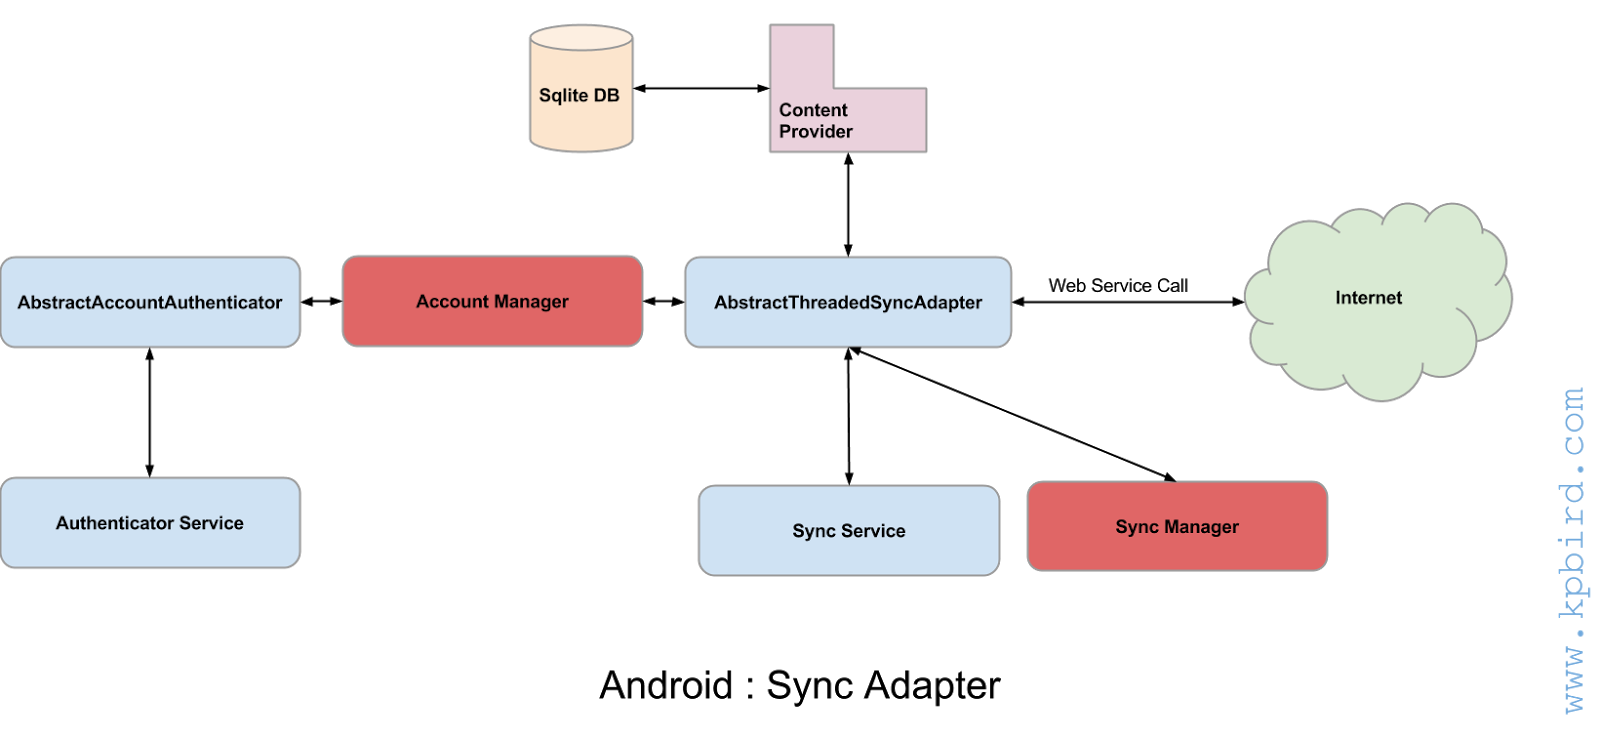 Sqlite DB
Content
Provider
AbstractAccountAuthenticator
Account Manager
AbstractThreadedSyncAdapter
Web Service Call
Internet
Authenticator Service
Sync Service
Sync Manager
www.kpbird.com
Android : Sync Adapter